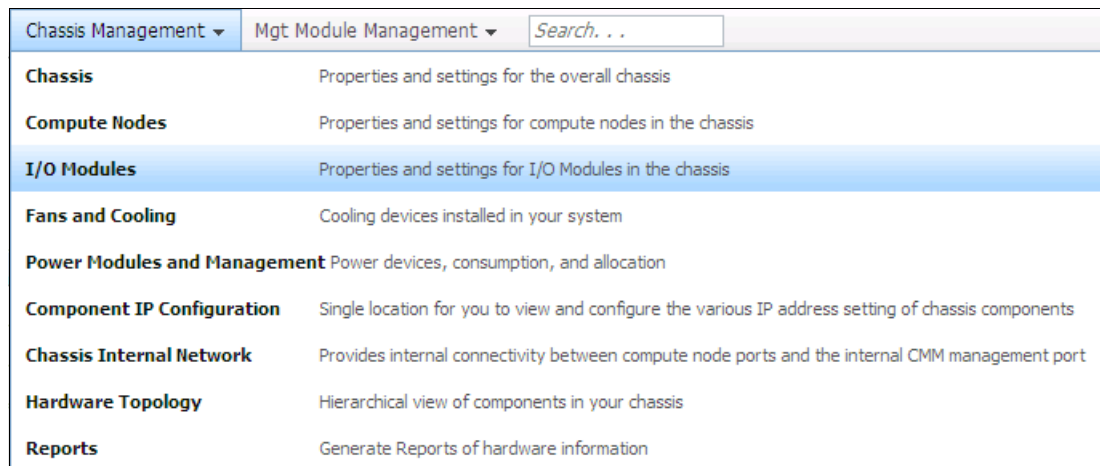 Chassis Management Mgt Module Management Search. . .
Chassis Properties and settings for the overall chassis
Compute Nodes Properties and settings for compute nodes in the chassis
I/O Modules Properties and settings for I/O Modules in the chassis
Fans and Cooling Cooling devices installed in your system
Power Modules and Management Power devices, consumption, and allocation
Component IP Configuration Single location for you to view and configure the various IP address setting of chassis components
Chassis Internal Network Provides internal connectivity between compute node ports and the internal CMM management port
Hardware Topology Hierarchical view of components in your chassis
Reports Generate Reports of hardware information